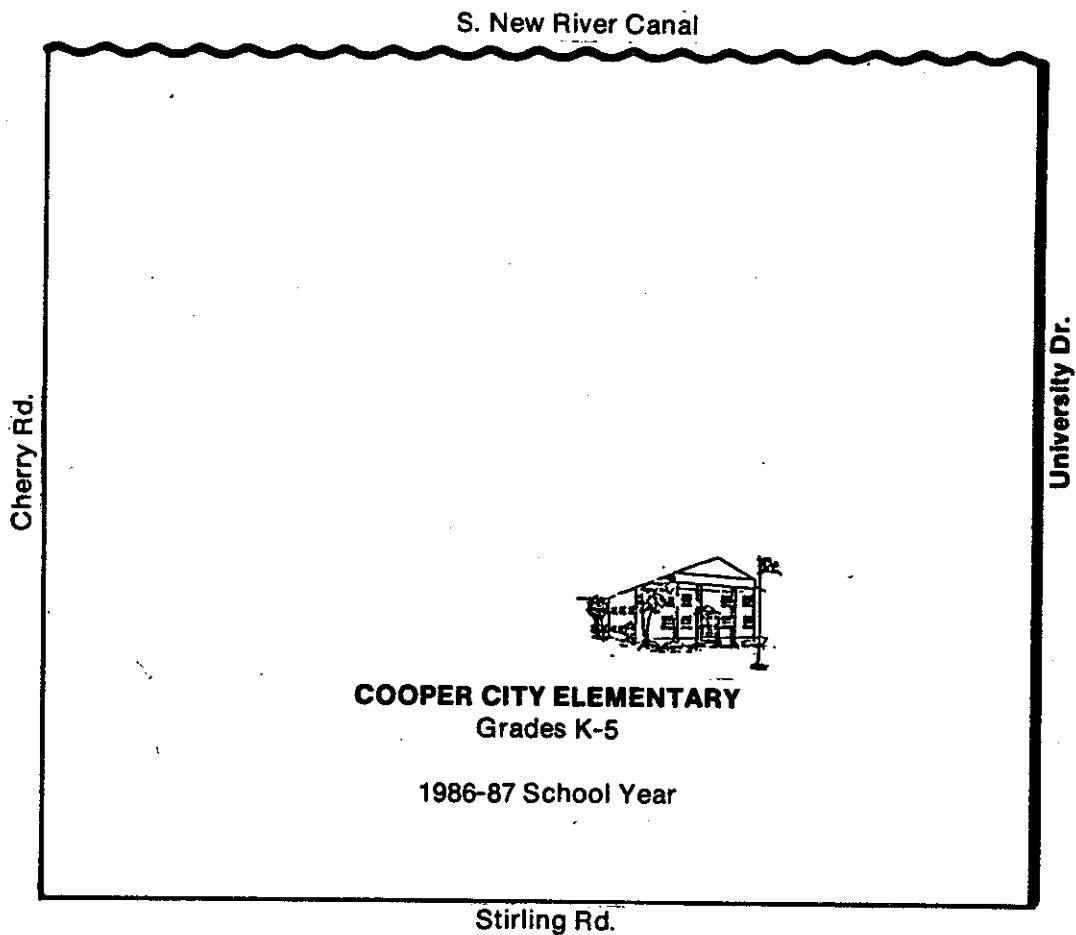 S. New River Canal
Cherry Rd.
University Dr.
COOPER CITY ELEMENTARY
Grades K-5
1986-87 School Year
Stirling Rd.